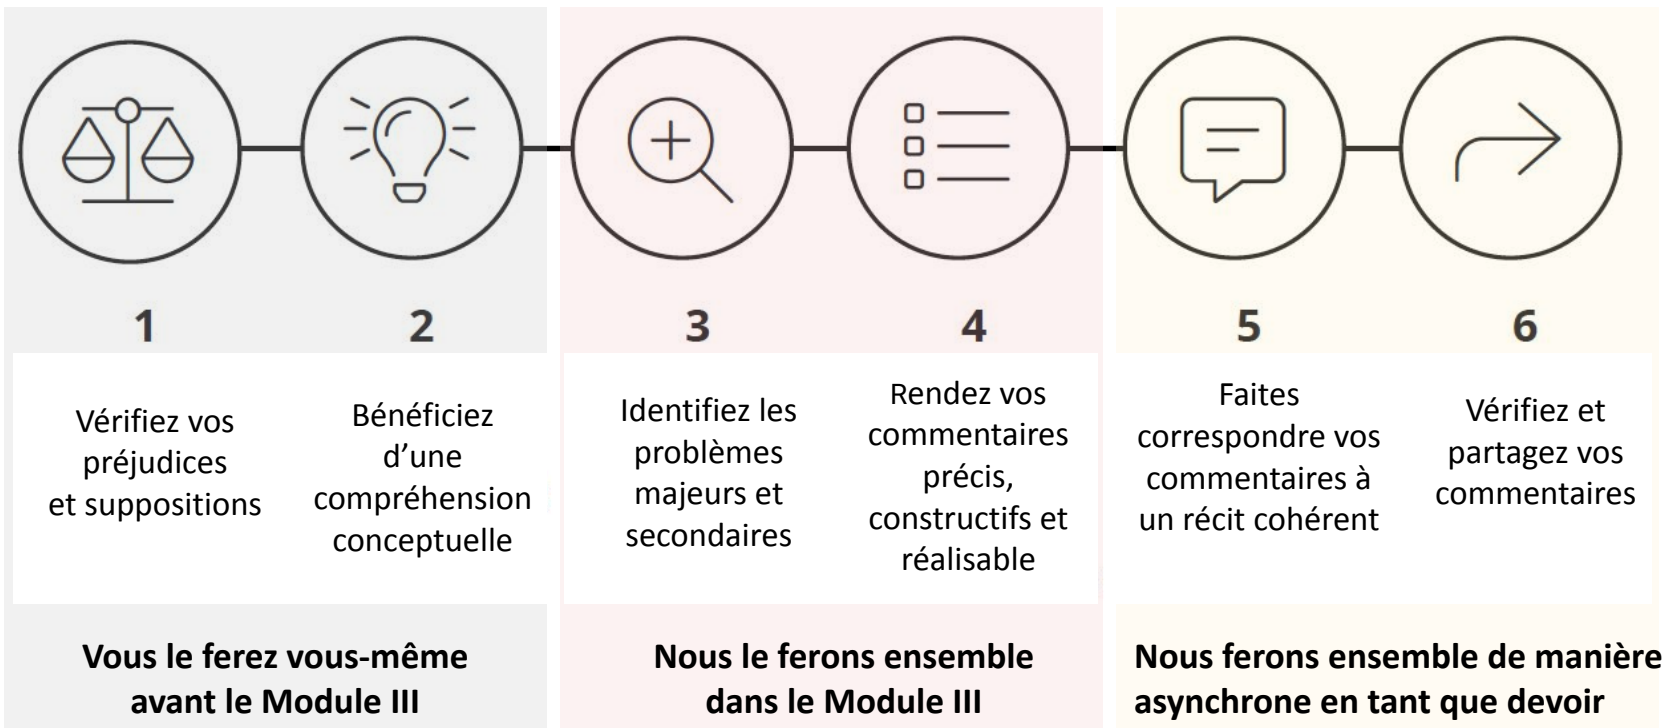 1
Vérifiez vos
préjudices
et suppositions
2
Bénéficiez
d’une
compréhension
conceptuelle
3
Identifiez les
problèmes
majeurs et
secondaires
4
Rendez vos
commentaires
précis,
constructifs et
réalisable
5
Faites
correspondre vos
commentaires à
un récit cohérent
6
Vérifiez et
partagez vos
commentaires
Vous le ferez vous-même
avant le Module III
Nous le ferons ensemble
dans le Module III
Nous ferons ensemble de manière
asynchrone en tant que devoir